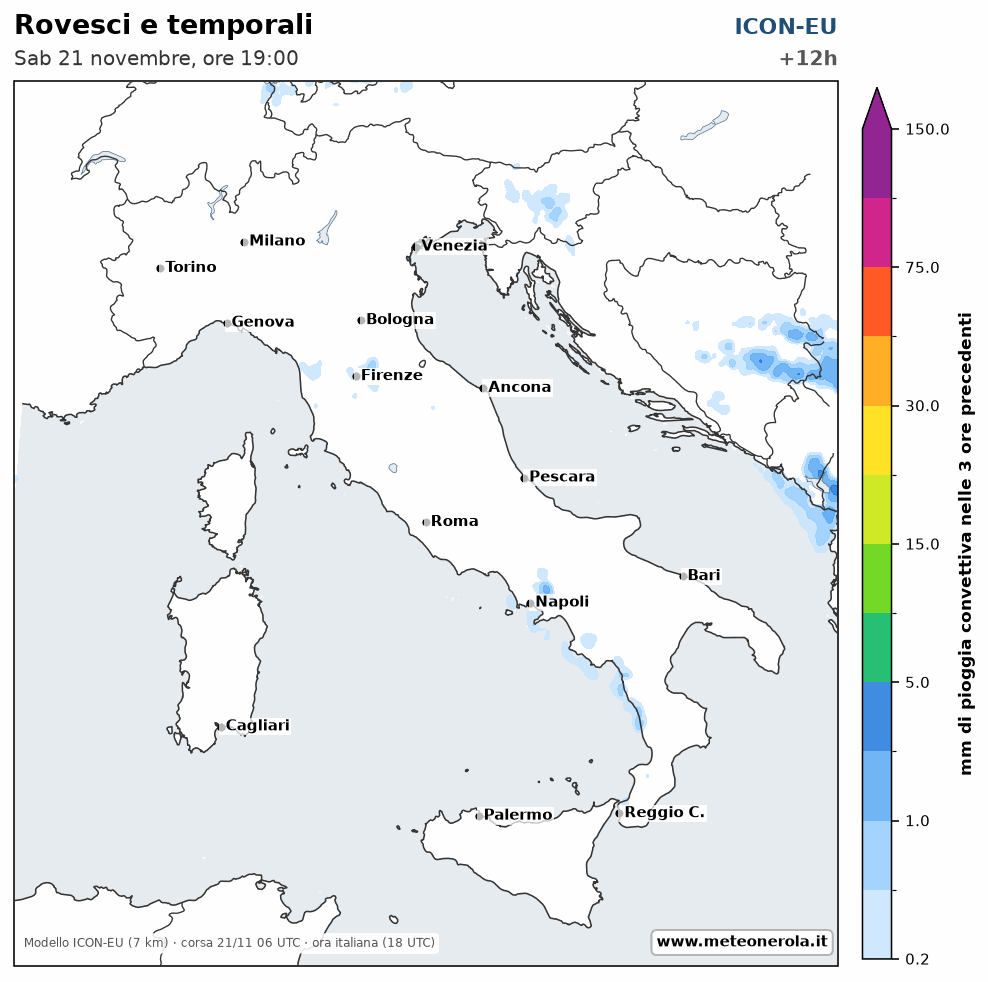 Rovesci e temporali
ICON-EU
Sab 21 novembre, ore 19:00
+12h
150.0
75.0
30.0
15.0
5.0
1.0
0.2
mm di pioggia convettiva nelle 3 ore precedenti
Milano
Venezia
Torino
Genova
Bologna
Firenze
Ancona
Pescara
Roma
Bari
Napoli
Cagliari
Palermo
Reggio C.
Modello ICON-EU (7 km) · corsa 21/11 06 UTC · ora italiana (18 UTC)
www.meteonerola.it